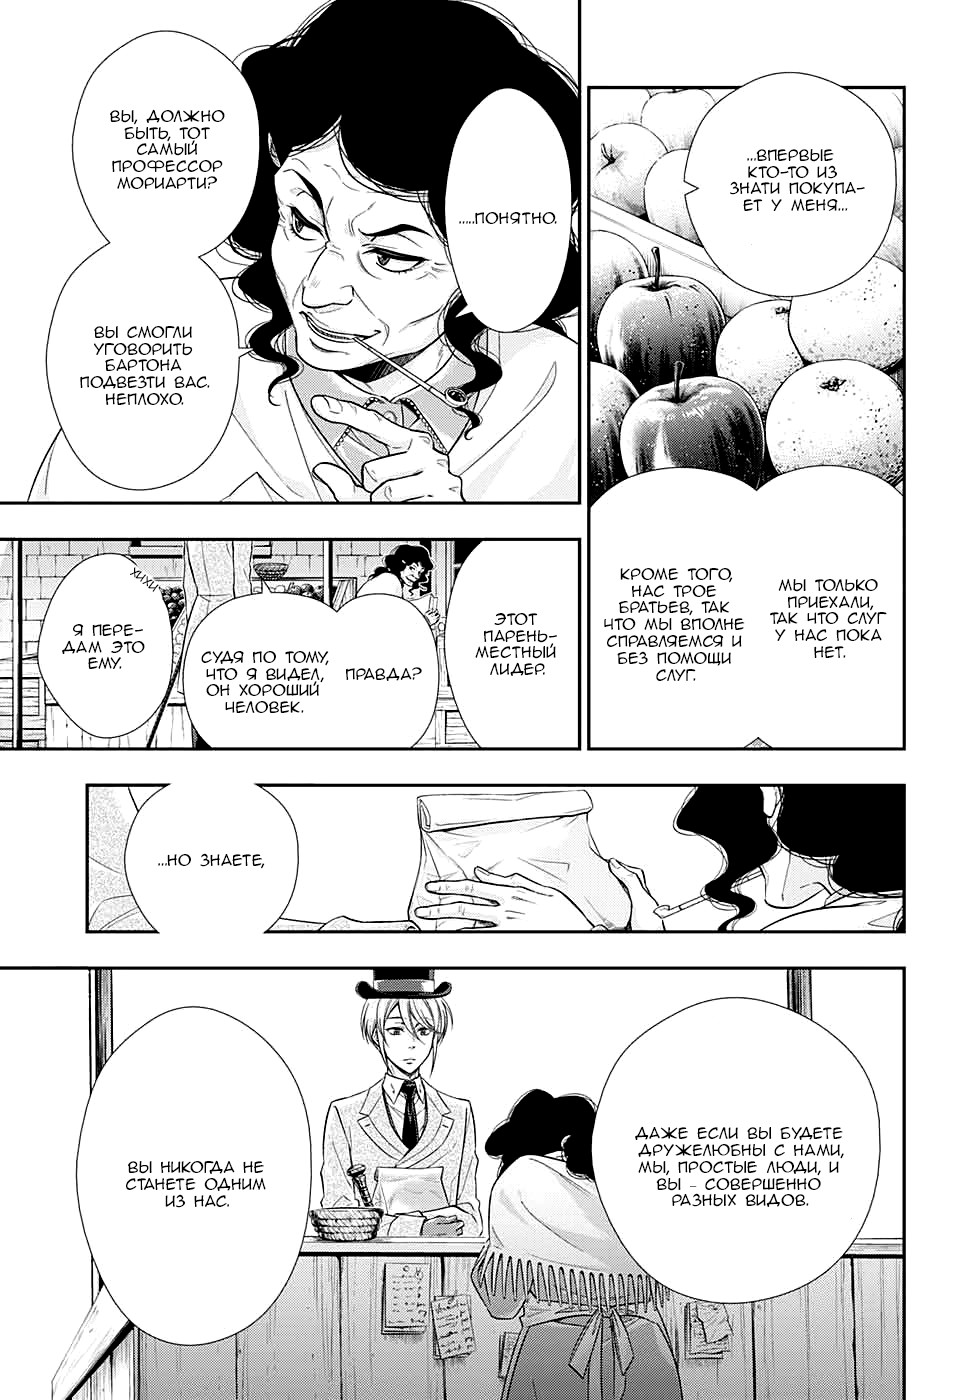 ...ВПЕРВЫЕ
КТО-ТО ИЗ
ЗНАТИ ПОКУПА-
ЕТ У МЕНЯ...
МЫ ТОЛЬКО
ПРИЕХАЛИ,
ТАК ЧТО СЛУГ
У НАС ПОКА
НЕТ.
КРОМЕ ТОГО,
НАС ТРОЕ
БРАТЬЕВ, ТАК
ЧТО МЫ ВПОЛНЕ
СПРАВЛЯЕМСЯ И
БЕЗ ПОМОЩИ
СЛУГ.
.....ПОНЯТНО.
ВЫ, ДОЛЖНО
БЫТЬ, ТОТ
САМЫЙ
ПРОФЕССОР
МОРИАРТИ?
ВЫ СМОГЛИ
УГОВОРИТЬ
БАРТОНА
ПОДВЕЗТИ ВАС.
НЕПЛОХО.
ЭТОТ
ПАРЕНЬ-
МЕСТНЫЙ
ЛИДЕР.
ПРАВДА?
СУДЯ ПО ТОМУ,
ЧТО Я ВИДЕЛ,
ОН ХОРОШИЙ
ЧЕЛОВЕК.
ХИХИ
Я ПЕРЕ-
ДАМ ЭТО
ЕМУ.
...НО ЗНАЕТЕ,
ДАЖЕ ЕСЛИ ВЫ БУДЕТЕ
ДРУЖЕЛЮБНЫ С НАМИ,
МЫ, ПРОСТЫЕ ЛЮДИ, И
ВЫ - СОВЕРШЕННО
РАЗНЫХ ВИДОВ.
ВЫ НИКОГДА НЕ
СТАНЕТЕ ОДНИМ
ИЗ НАС.